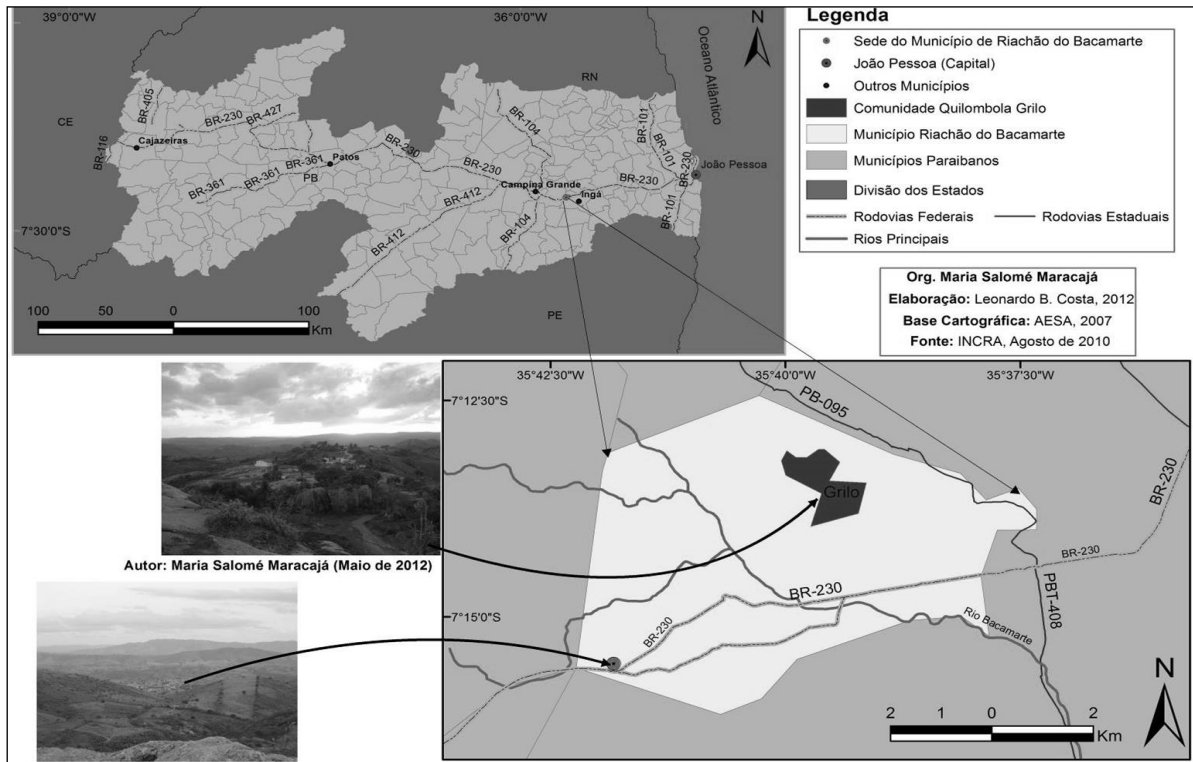 39°0'0"W
36°0'0"W
N
Oceano Atlântico
RN
CE
BR-405
BR-230
BR-427
BR-116
Cajazeiras
BR-361
BR-361
BR-361
PB
Patos
BR-230
BR-104
BR-230
BR-412
Campina Grande
Ingá
BR-230
BR-101
BR-101
BR-230
João Pessoa
BR-101
BR-104
BR-412
7°30'0"S
PE
100 50 0 100
Km
Legenda
Sede do Município de Riachão do Bacamarte
João Pessoa (Capital)
Outros Municípios
Comunidade Quilombola Grilo
Município Riachão do Bacamarte
Municípios Paraibanos
Divisão dos Estados
Rodovias Federais
Rodovias Estaduais
Rios Principais
Org. Maria Salomé Maracajá
Elaboração: Leonardo B. Costa, 2012
Base Cartográfica: AESA, 2007
Fonte: INCRA, Agosto de 2010
Autor: Maria Salomé Maracajá (Maio de 2012)
35°42'30"W
35°40'0"W
35°37'30"W
7°12'30"S
7°15'0"S
PB-095
Grilo
BR-230
BR-230
BR-230
BR-230
PBT-408
Rio Bacamarte
N
2 1 0 2
Km